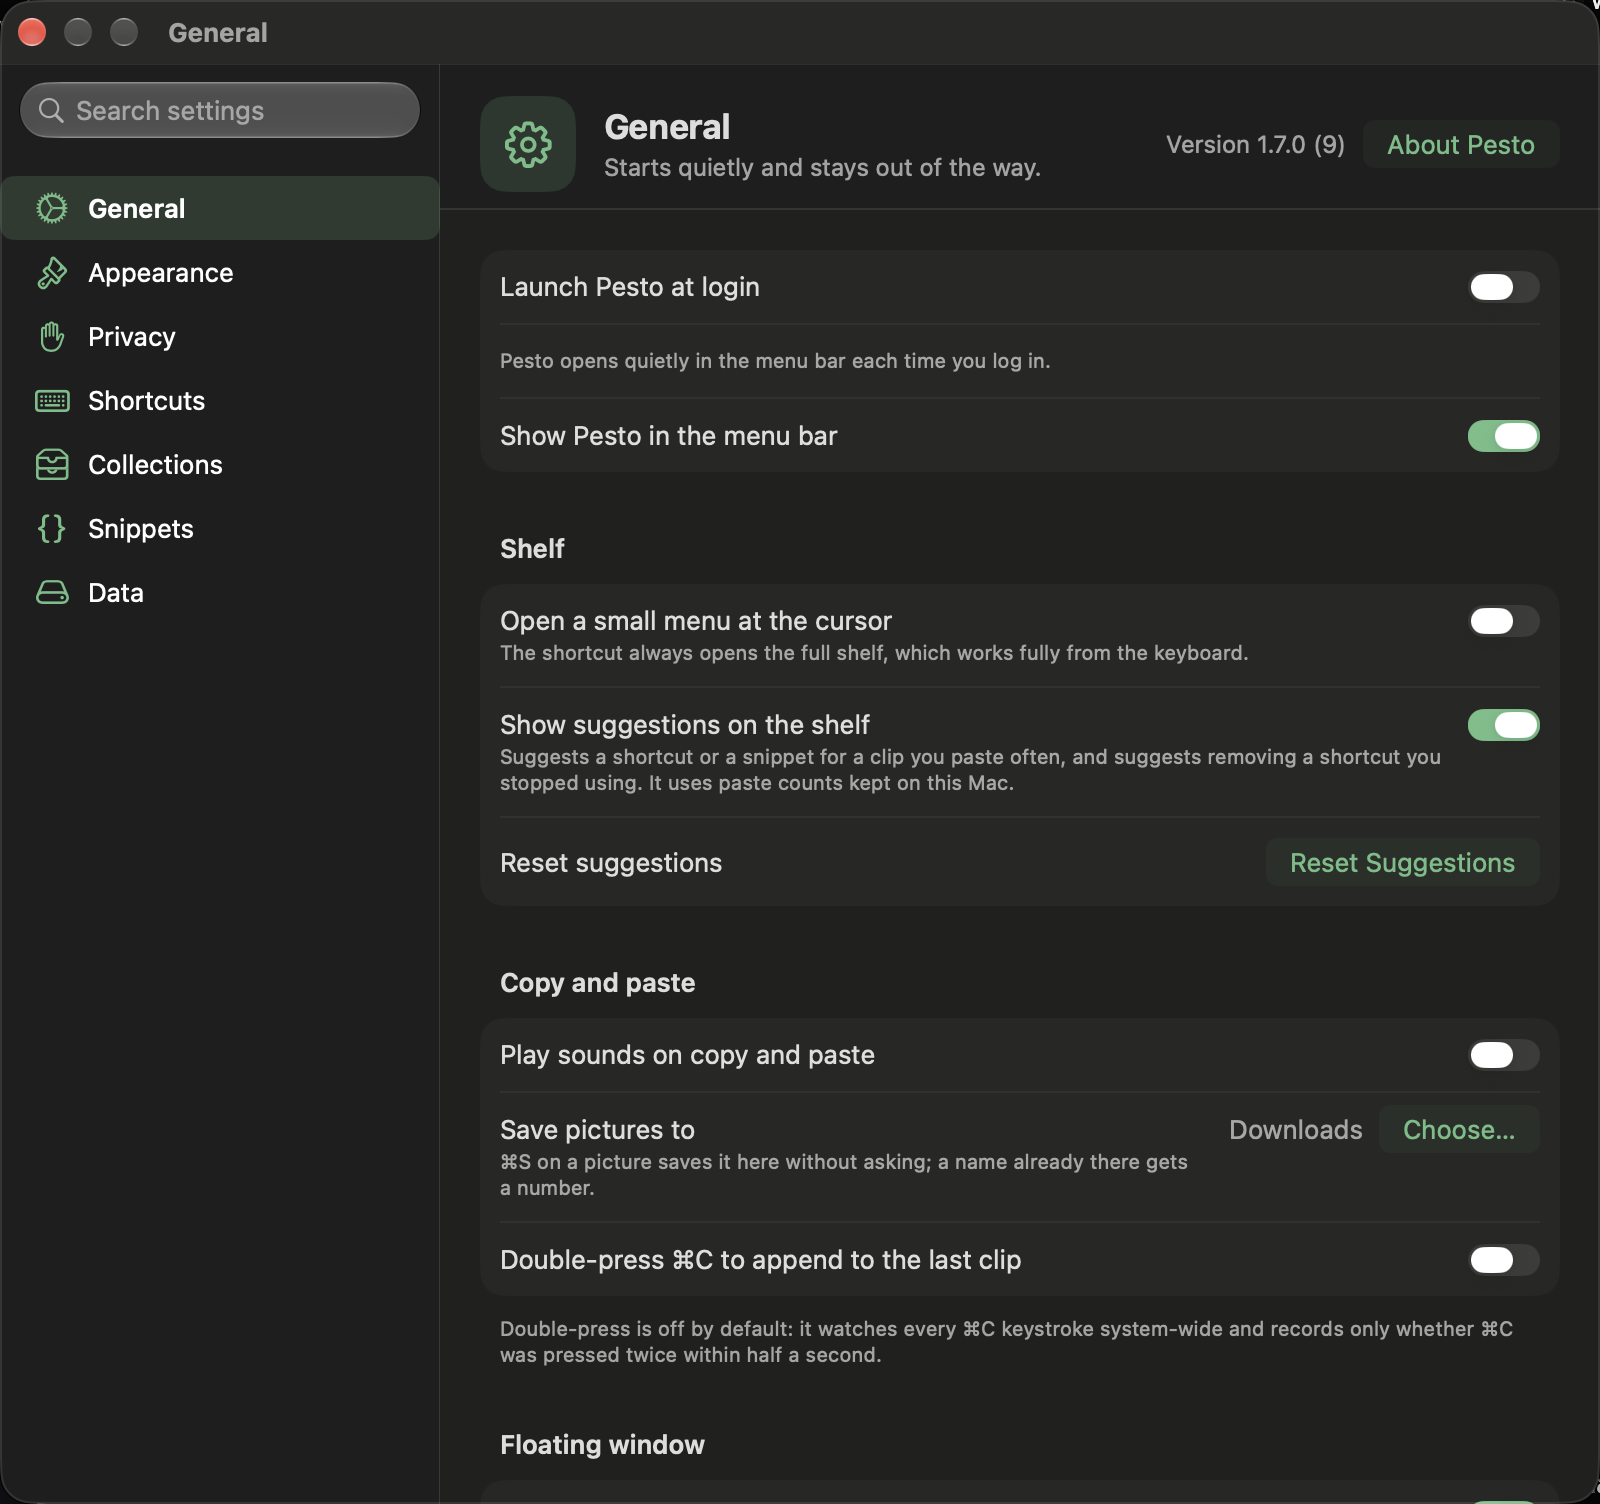 General
Search settings
General
Appearance
Privacy
Shortcuts
Collections
Snippets
Data
General
Starts quietly and stays out of the way.
Version 1.7.0 (9)
About Pesto
Launch Pesto at login
Pesto opens quietly in the menu bar each time you log in.
Show Pesto in the menu bar
Shelf
Open a small menu at the cursor
The shortcut always opens the full shelf, which works fully from the keyboard.
Show suggestions on the shelf
Suggests a shortcut or a snippet for a clip you paste often, and suggests removing a shortcut you
stopped using. It uses paste counts kept on this Mac.
Reset suggestions
Reset Suggestions
Copy and paste
Play sounds on copy and paste
Save pictures to
Downloads
Choose...
⌘S on a picture saves it here without asking; a name already there gets
a number.
Double-press ⌘C to append to the last clip
Double-press is off by default: it watches every ⌘C keystroke system-wide and records only whether ⌘C
was pressed twice within half a second.
Floating window